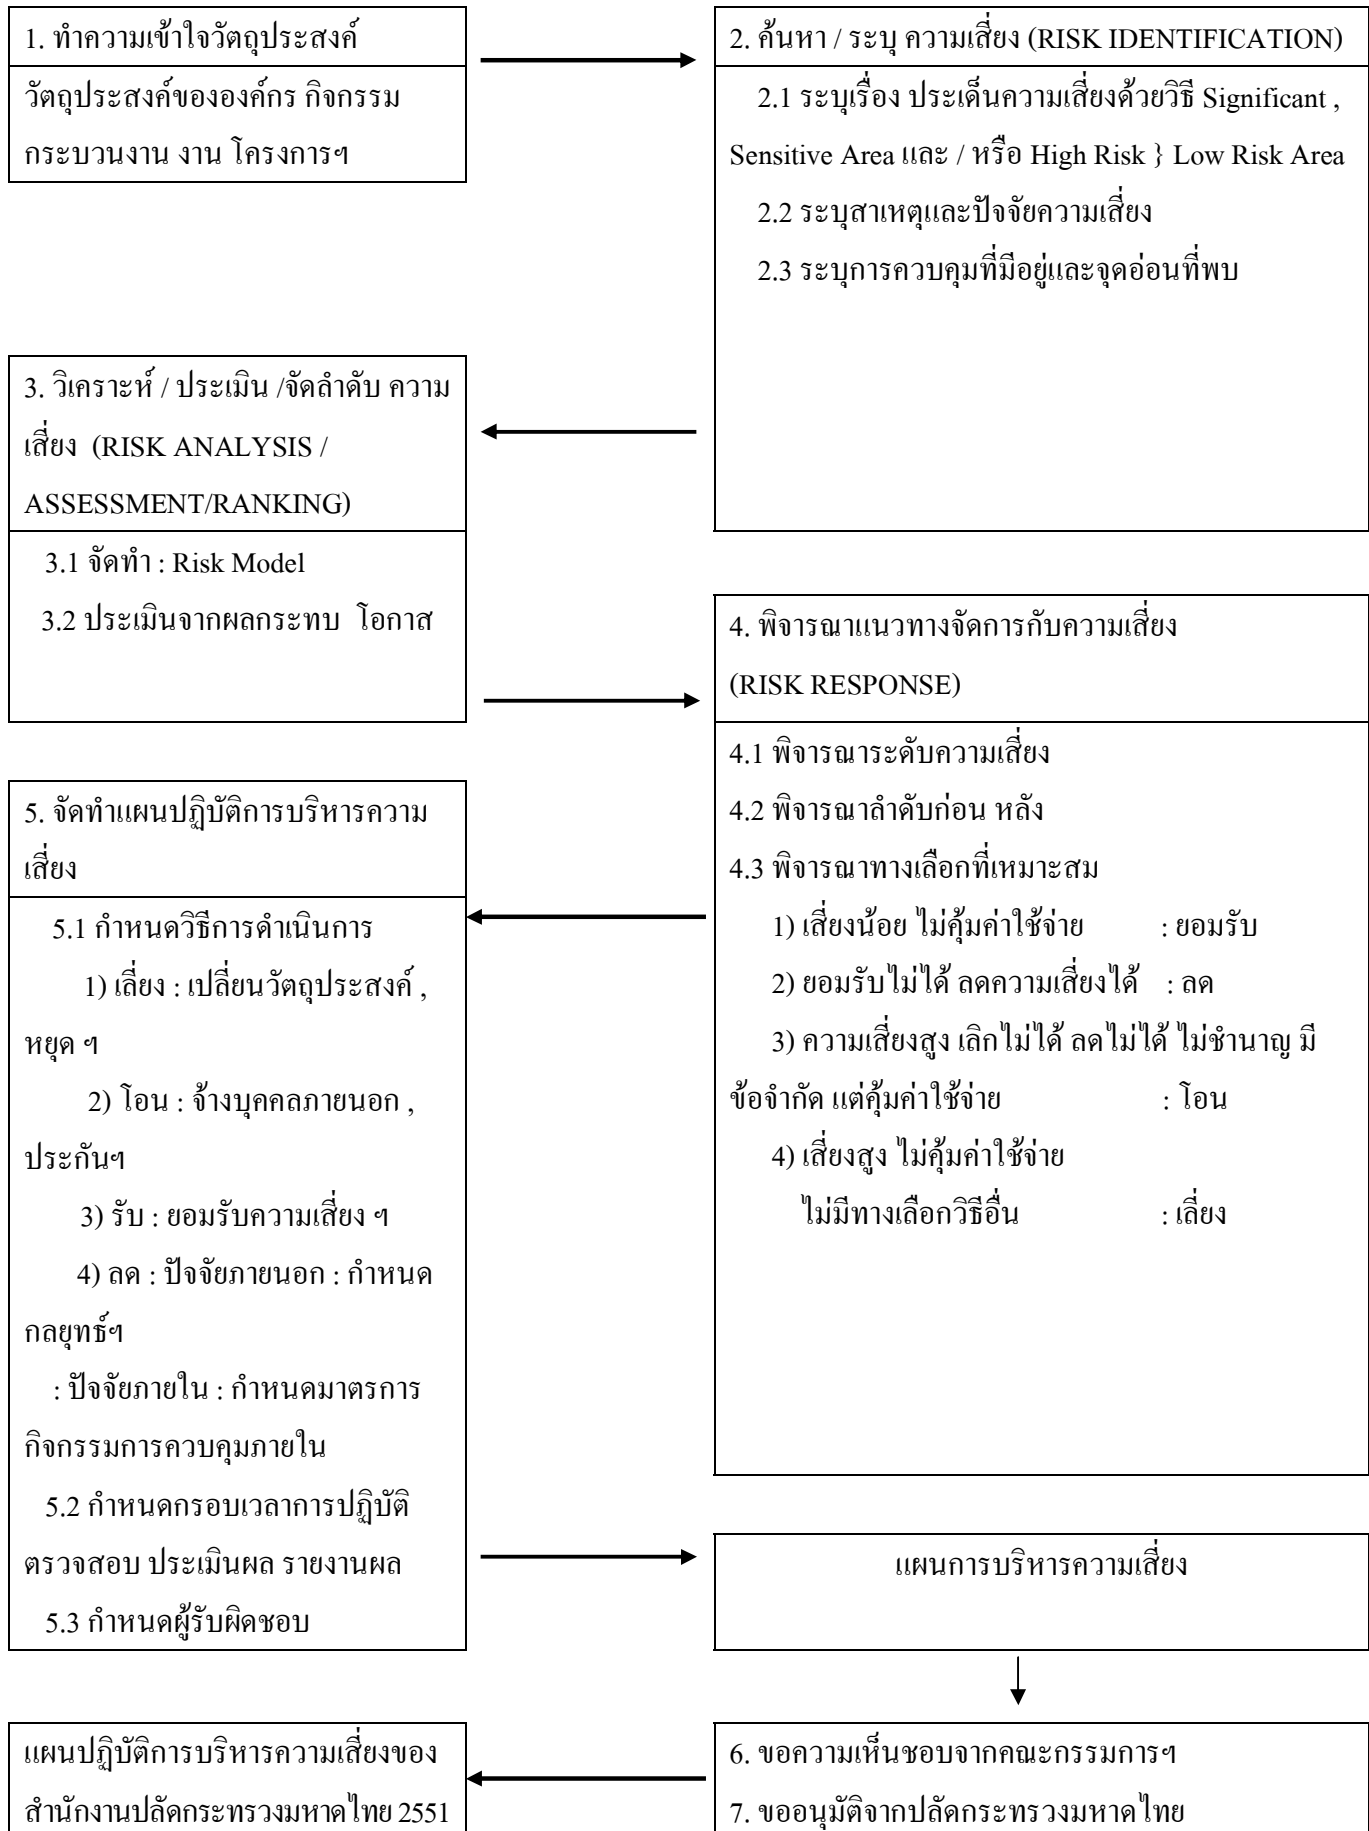 1. ทำความเข้าใจวัตถุประสงค์
วัตถุประสงค์ขององค์กร กิจกรรม
กระบวนงาน งาน โครงการฯ
2. ค้นหา / ระบุ ความเสี่ยง (RISK IDENTIFICATION)
2.1 ระบุเรื่อง ประเด็นความเสี่ยงด้วยวิธี Significant ,
Sensitive Area และ / หรือ High Risk } Low Risk Area
2.2 ระบุสาเหตุและปัจจัยความเสี่ยง
2.3 ระบุการควบคุมที่มีอยู่และจุดอ่อนที่พบ
3. วิเคราะห์ / ประเมิน /จัดลำดับ ความ
เสี่ยง (RISK ANALYSIS /
ASSESSMENT/RANKING)
3.1 จัดทำ : Risk Model
3.2 ประเมินจากผลกระทบ โอกาส
4. พิจารณาแนวทางจัดการกับความเสี่ยง
(RISK RESPONSE)
4.1 พิจารณาระดับความเสี่ยง
4.2 พิจารณาลำดับก่อน หลัง
4.3 พิจารณาทางเลือกที่เหมาะสม
1) เสี่ยงน้อย ไม่คุ้มค่าใช้จ่าย : ยอมรับ
2) ยอมรับไม่ได้ ลดความเสี่ยงได้ : ลด
3) ความเสี่ยงสูง เลิกไม่ได้ ลดไม่ได้ ไม่ชำนาญ มี
ข้อจำกัด แต่คุ้มค่าใช้จ่าย : โอน
4) เสี่ยงสูง ไม่คุ้มค่าใช้จ่าย
ไม่มีทางเลือกวิธีอื่น : เลี่ยง
5. จัดทำแผนปฏิบัติการบริหารความ
เสี่ยง
5.1 กำหนดวิธีการดำเนินการ
1) เลี่ยง : เปลี่ยนวัตถุประสงค์ ,
หยุด ฯ
2) โอน : จ้างบุคคลภายนอก ,
ประกันฯ
3) รับ : ยอมรับความเสี่ยง ฯ
4) ลด : ปัจจัยภายนอก : กำหนด
กลยุทธ์ฯ
: ปัจจัยภายใน : กำหนดมาตรการ
กิจกรรมการควบคุมภายใน
5.2 กำหนดกรอบเวลาการปฏิบัติ
ตรวจสอบ ประเมินผล รายงานผล
5.3 กำหนดผู้รับผิดชอบ
แผนการบริหารความเสี่ยง
6. ขอความเห็นชอบจากคณะกรรมการฯ
7. ขออนุมัติจากปลัดกระทรวงมหาดไทย
แผนปฏิบัติการบริหารความเสี่ยงของ
สำนักงานปลัดกระทรวงมหาดไทย 2551